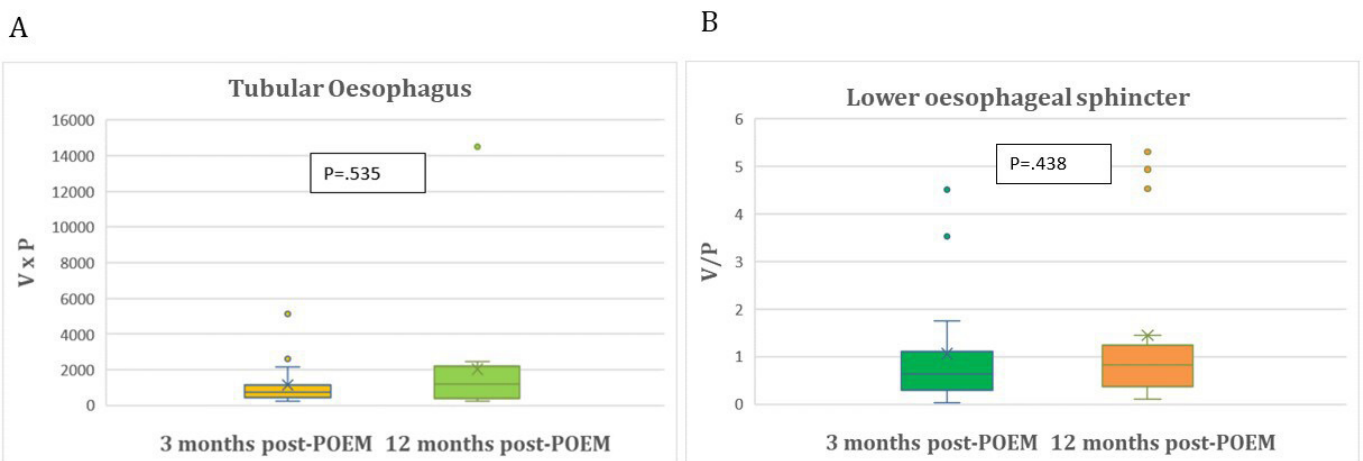 A
Tubular Oesophagus
16000
14000
12000
10000
8000
6000
4000
2000
0
V x P
P=.535
3 months post-POEM 12 months post-POEM
B
Lower oesophageal sphincter
6
5
4
3
2
1
0
V/P
P=.438
3 months post-POEM 12 months post-POEM